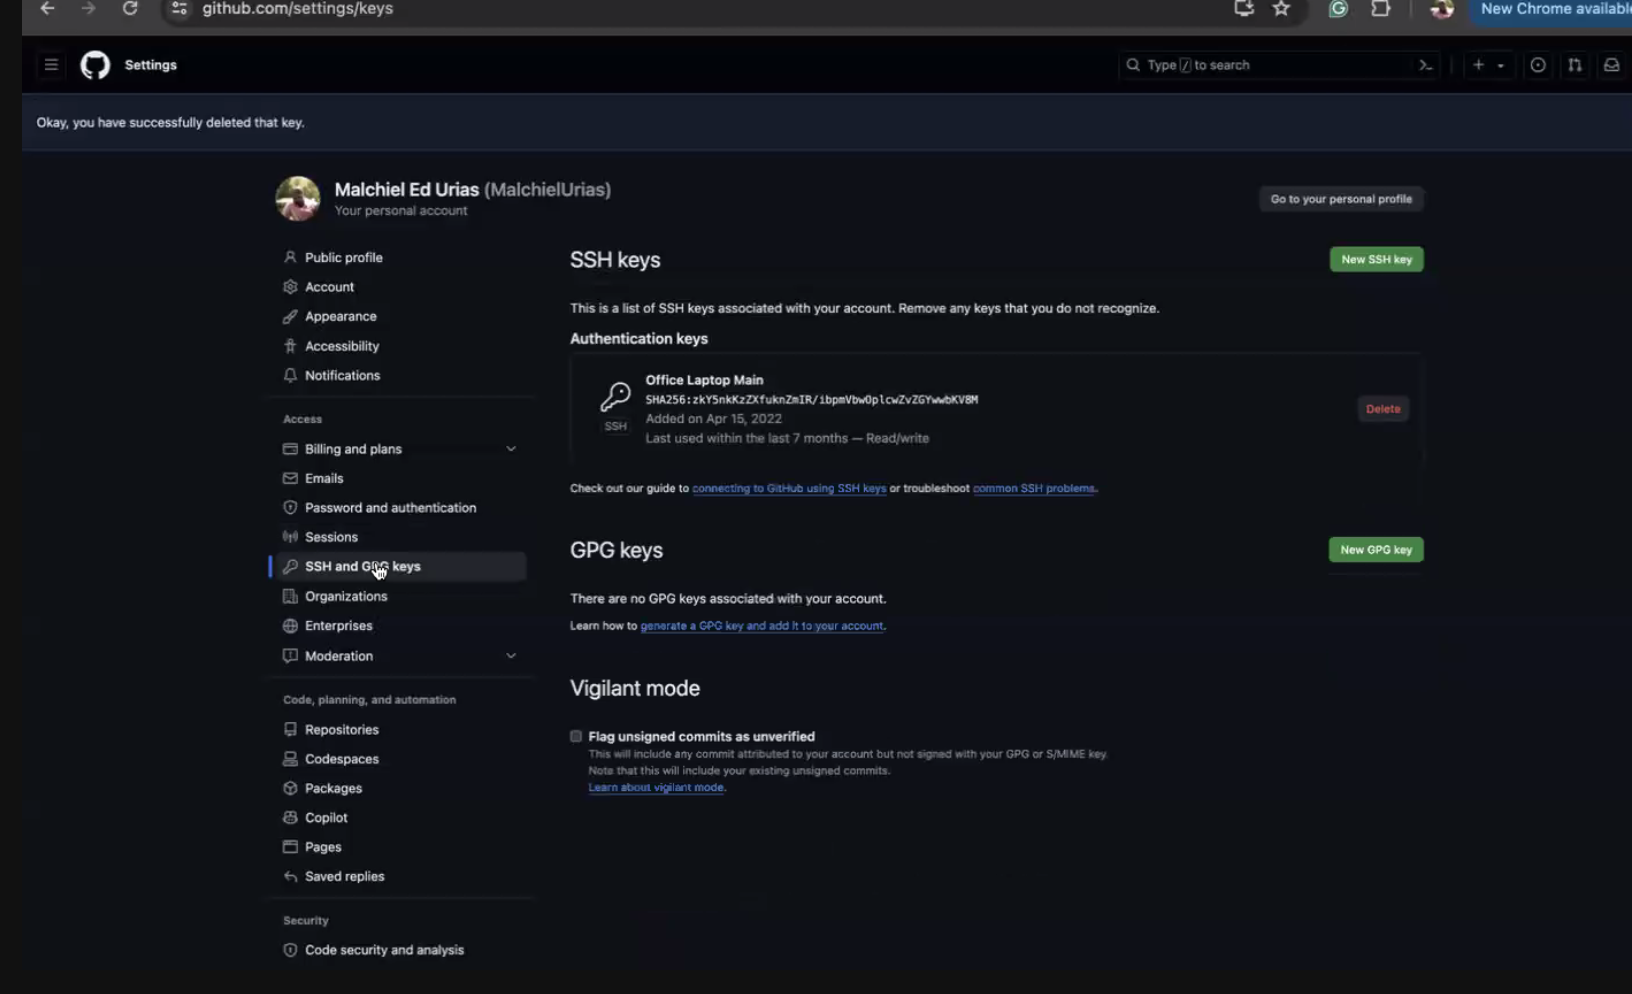 github.com/settings/keys
New Chrome available
Settings
Type / to search
Okay, you have successfully deleted that key.
Malchiel Ed Urias (MalchielUrias)
Your personal account
Go to your personal profile
Public profile
Account
Appearance
Accessibility
Notifications
Access
Billing and plans
Emails
Password and authentication
Sessions
SSH and GPG keys
Organizations
Enterprises
Moderation
Code, planning, and automation
Repositories
Codespaces
Packages
Copilot
Pages
Saved replies
Security
Code security and analysis
SSH keys
New SSH key
This is a list of SSH keys associated with your account. Remove any keys that you do not recognize.
Authentication keys
Office Laptop Main
SHA256:zkY5nkKzZXfuknZmIR/ibpmVbwOplcwZvZGYwwbKV8M
Added on Apr 15, 2022
Last used within the last 7 months — Read/write
SSH
Delete
Check out our guide to connecting to GitHub using SSH keys or troubleshoot common SSH problems.
GPG keys
New GPG key
There are no GPG keys associated with your account.
Learn how to generate a GPG key and add it to your account.
Vigilant mode
Flag unsigned commits as unverified
This will include any commit attributed to your account but not signed with your GPG or S/MIME key.
Note that this will include your existing unsigned commits.
Learn about vigilant mode.